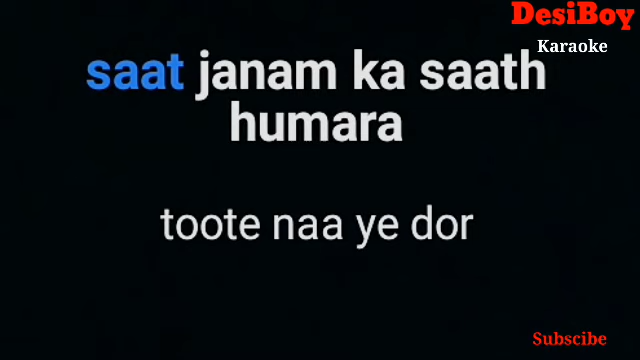 DesiBoy
Karaoke
saat janam ka saath
humara
toote naa ye dor
Subscibe